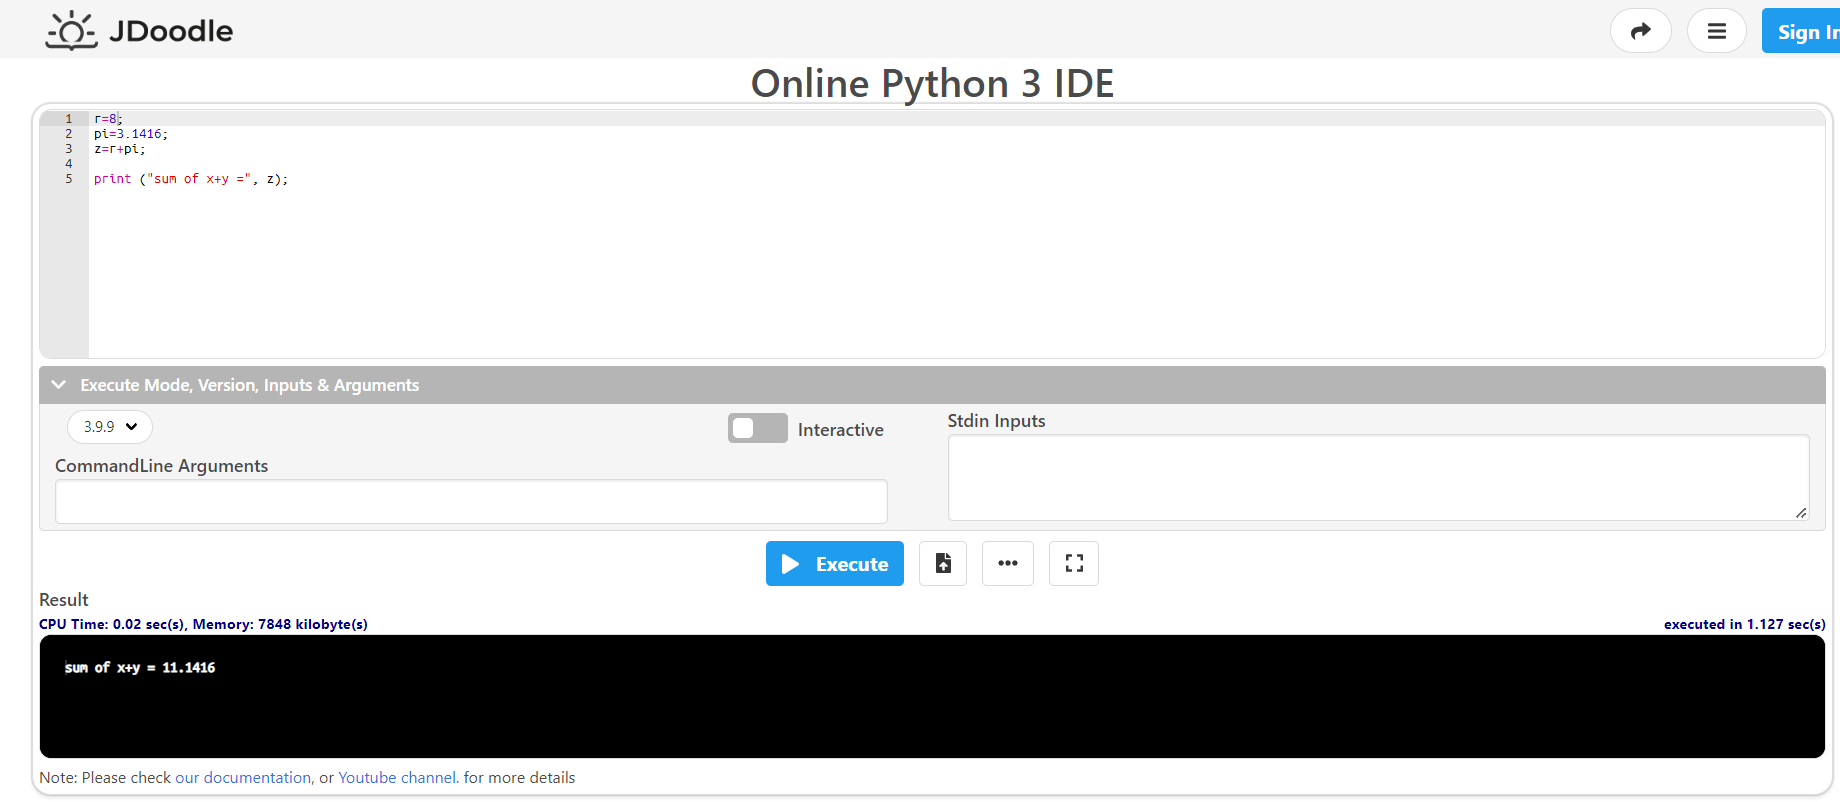 JDoodle
Sign In
Online Python 3 IDE
1 r=8;
2 pi=3.1416;
3 z=r+pi;
4
5 print ("sum of x+y =", z);
Execute Mode, Version, Inputs & Arguments
3.9.9
Interactive
Stdin Inputs
CommandLine Arguments
Execute
Result
CPU Time: 0.02 sec(s), Memory: 7848 kilobyte(s)
executed in 1.127 sec(s)
sum of x+y = 11.1416
Note: Please check our documentation, or Youtube channel. for more details